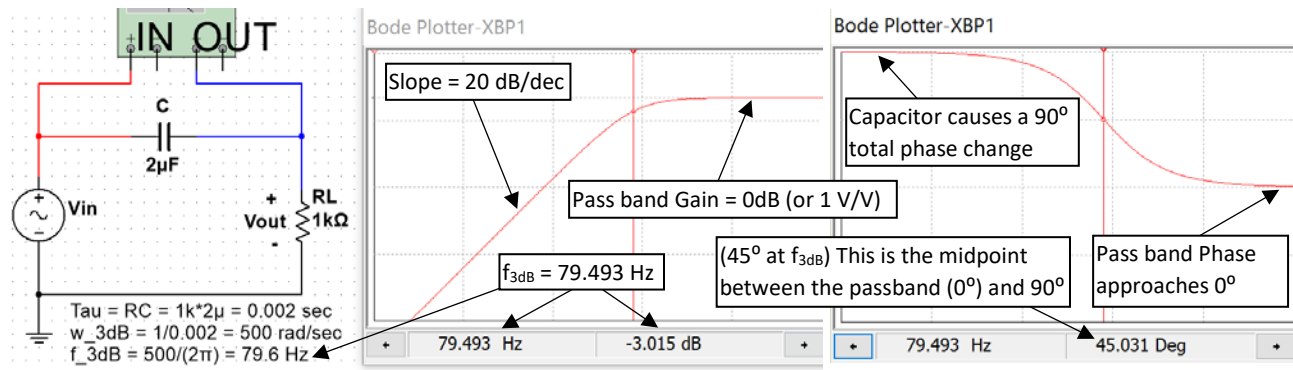 IN OUT
C
2µF
Vin
+
Vout
-
RL
1kΩ
Tau = RC = 1k*2µ = 0.002 sec
w_3dB = 1/0.002 = 500 rad/sec
f_3dB = 500/(2π) = 79.6 Hz
Bode Plotter-XBP1
Slope = 20 dB/dec
Pass band Gain = 0dB (or 1 V/V)
f3dB = 79.493 Hz
79.493 Hz
-3.015 dB
Bode Plotter-XBP1
Capacitor causes a 90º
total phase change
(45º at f3dB) This is the midpoint
between the passband (0º) and 90º
Pass band Phase
approaches 0º
79.493 Hz
45.031 Deg